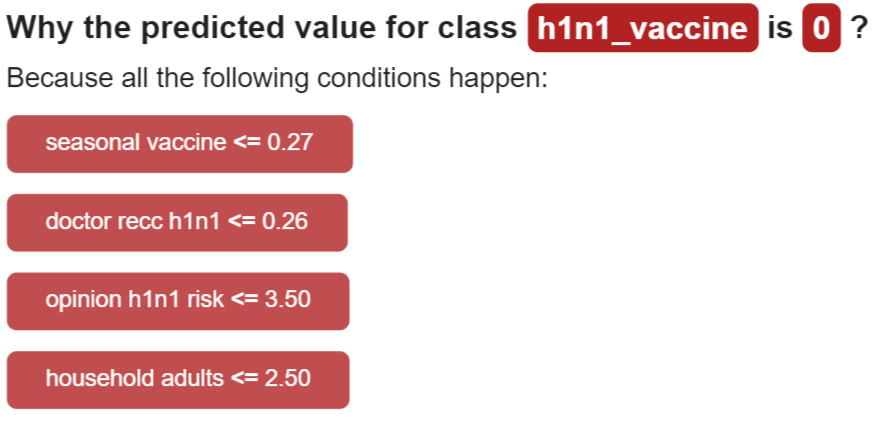 Why the predicted value for class h1n1_vaccine is 0 ?
Because all the following conditions happen:
seasonal vaccine <= 0.27
doctor recc h1n1 <= 0.26
opinion h1n1 risk <= 3.50
household adults <= 2.50